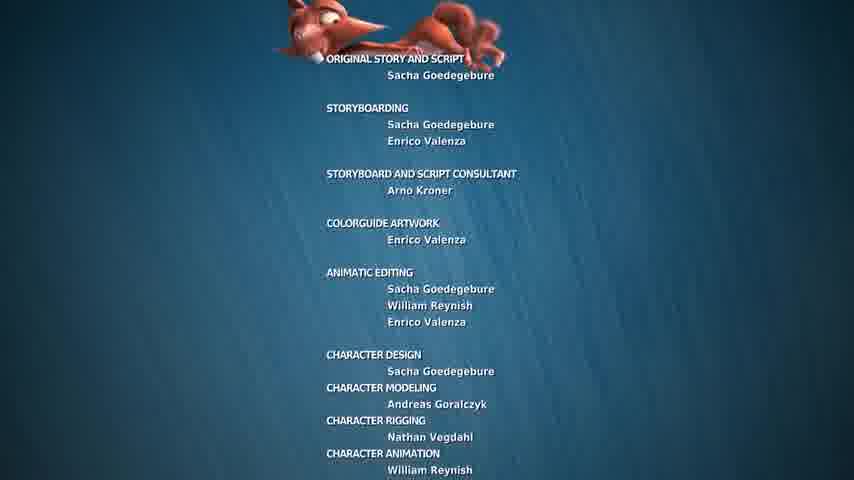 ORIGINAL STORY AND SCRIPT
Sacha Goedegebure
STORYBOARDING
Sacha Goedegebure
Enrico Valenza
STORYBOARD AND SCRIPT CONSULTANT
Arno Kroner
COLORGUIDE ARTWORK
Enrico Valenza
ANIMATIC EDITING
Sacha Goedegebure
William Reynish
Enrico Valenza
CHARACTER DESIGN
Sacha Goedegebure
CHARACTER MODELING
Andreas Goralczyk
CHARACTER RIGGING
Nathan Vegdahl
CHARACTER ANIMATION
William Reynish